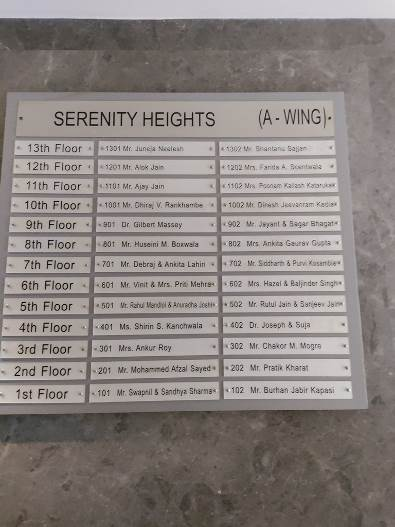 SERENITY HEIGHTS (A - WING)
13th Floor 1301 Mr. Juneja Neelesh 1302 Mr. Shantanu Sajjan
12th Floor 1201 Mr. Alok Jain 1202 Mrs. Farida A. Soentwala
11th Floor 1101 Mr. Ajay Jain 1102 Mrs. Poonam Kailash Kataruka
10th Floor 1001 Mr. Dhiraj V. Rankhambe 1002 Mr. Dinesh Jeevanram
9th Floor 901 Dr. Gilbert Massey 902 Mr. Jayant & Sagar Bhagat
8th Floor 801 Mr. Huseini M. Boxwala 802 Mrs. Ankita Gaurav Gupta
7th Floor 701 Mr. Debraj & Ankita Lahiri 702 Mr. Siddharth & Purvi Kosambia
6th Floor 601 Mr. Vinit & Mrs. Priti Mehra 602 Mrs. Hazel & Baljinder Singh
5th Floor 501 Mr. Rahul Mandlol & Anuradha Joshi 502 Mr. Rutul Jain & Sanjeev Jain
4th Floor 401 Ms. Shirin S. Kanchwala 402 Dr. Joseph & Suja
3rd Floor 301 Mrs. Ankur Roy 302 Mr. Chakor M. Mogre
2nd Floor 201 Mr. Mohammed Afzal Sayed 202 Mr. Pratik Kharat
1st Floor 101 Mr. Swapnil & Sandhya Sharma 102 Mr. Burhan Jabir Kapasi